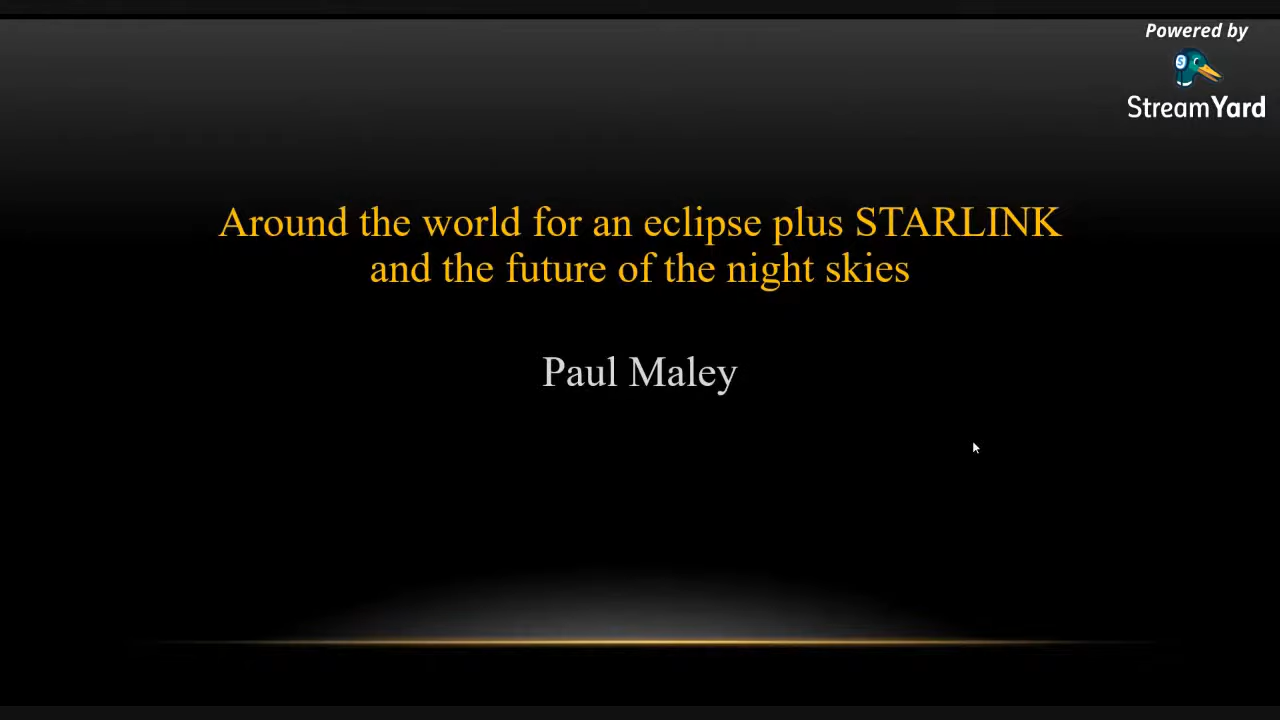 Powered by
StreamYard
Around the world for an eclipse plus STARLINK
and the future of the night skies
Paul Maley